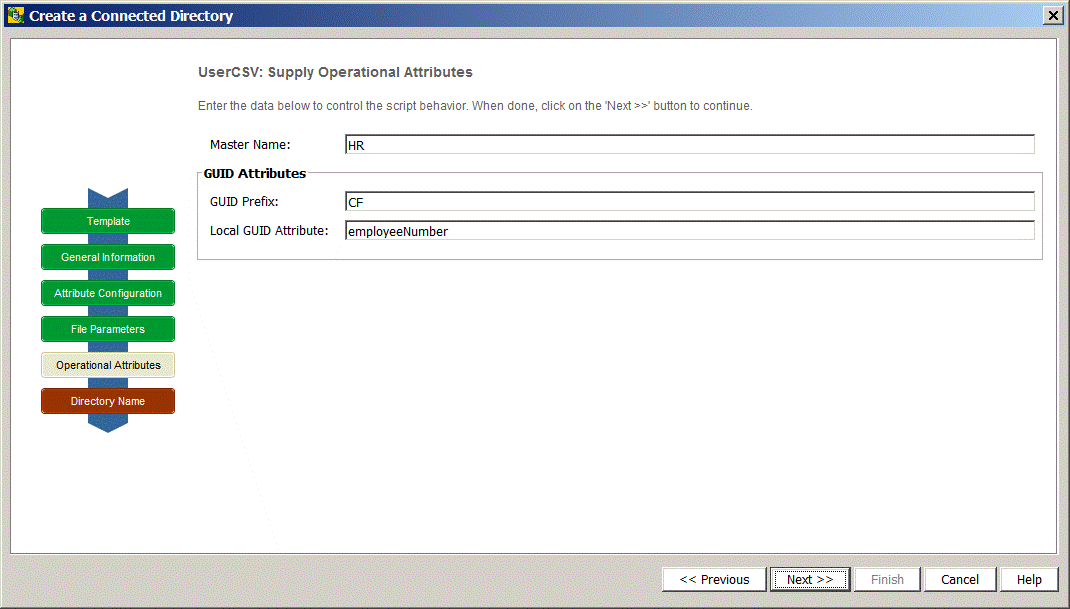 Create a Connected Directory
UserCSV: Supply Operational Attributes
Enter the data below to control the script behavior. When done, click on the 'Next >>' button to continue.
Master Name: HR
GUID Attributes
GUID Prefix: CF
Local GUID Attribute: employeeNumber
Template
General Information
Attribute Configuration
File Parameters
Operational Attributes
Directory Name
<< Previous Next >> Finish Cancel Help